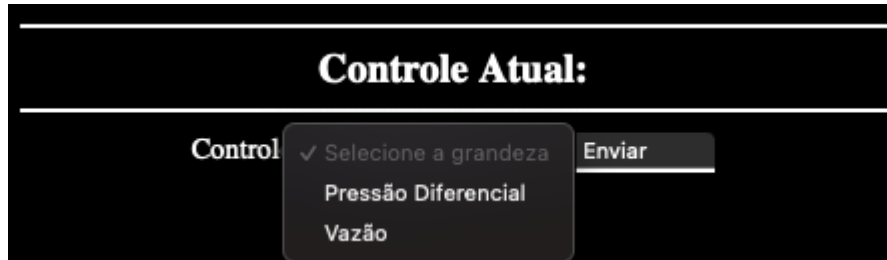 Controle Atual:
Control ✓ Selecione a grandeza Enviar
Pressão Diferencial
Vazão